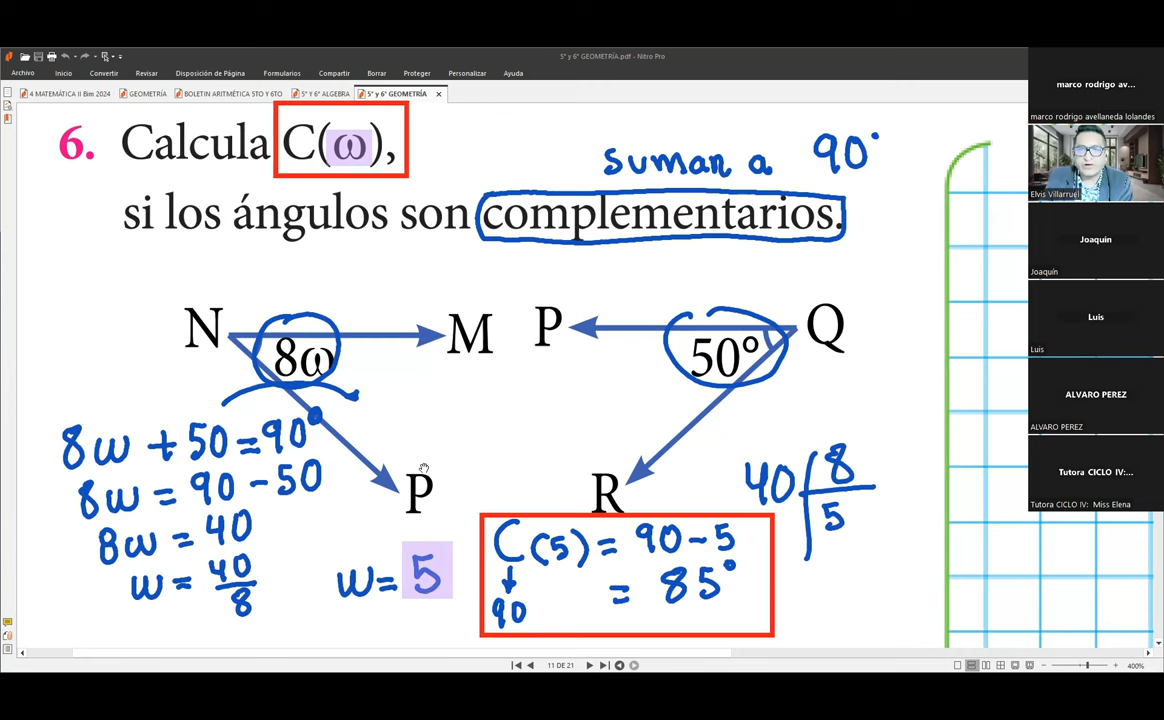 5° y 6° GEOMETRÍA.pdf - Nitro Pro
Archivo Inicio Convertir Revisar Disposición de Página Formularios Compartir Borrar Proteger Personalizar Ayuda
4 MATEMÁTICA II Bim 2024 GEOMETRÍA BOLETIN ARITMÉTICA 5TO Y 6TO 5°S Y 6°S ALGEBRA 5° y 6° GEOMETRÍA
6. Calcula C(ω),
suman a 90°
si los ángulos son complementarios.
N 8ω M P 50° Q
P R
8ω + 50 = 90°
8ω = 90 - 50
8ω = 40
ω = 40
8
ω = 5
40 8
5
C (5) = 90 - 5
= 85°
90
marco rodrigo av...
marco rodrigo avellaneda lolandes
Elvis Villarruel
Joaquin
Joaquín
Luis
Luis
ALVARO PEREZ
ALVARO PEREZ
Tutora CICLO IV:...
Tutora CICLO IV: Miss Elena
11 DE 21
400%